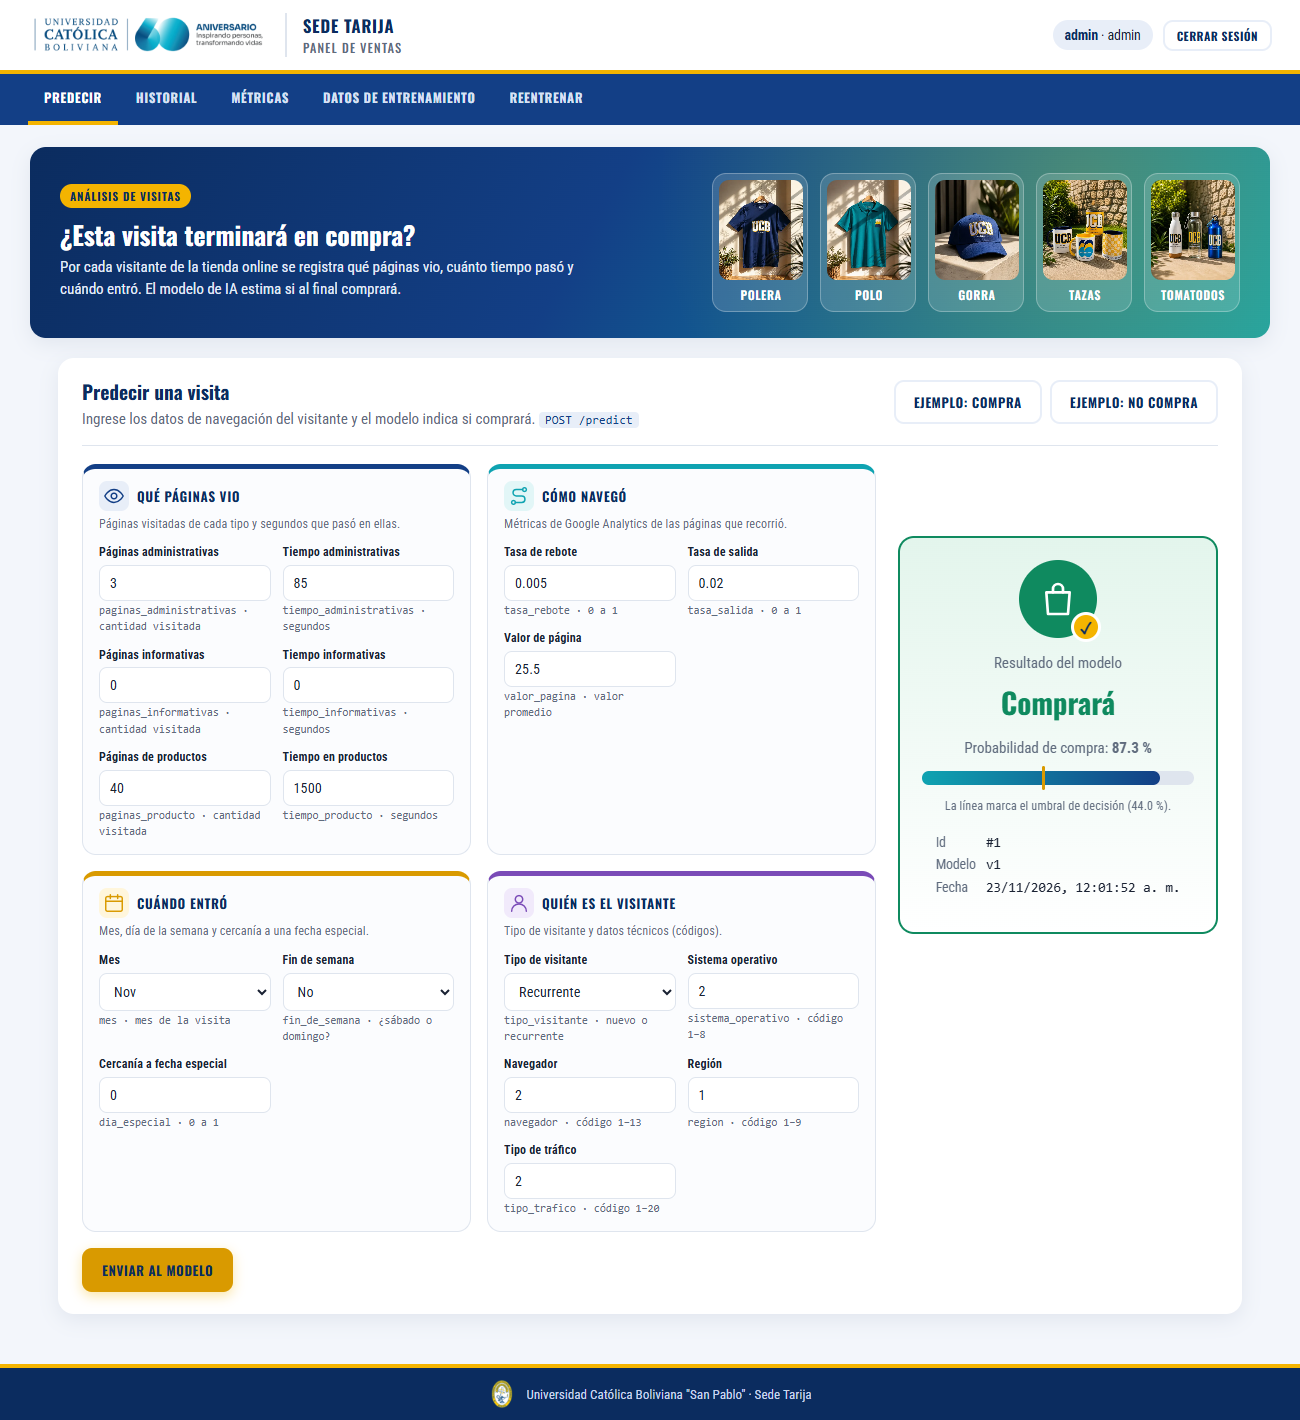 UNIVERSIDAD
CATÓLICA
BOLIVIANA
60
ANIVERSARIO
Inspirando personas,
transformando vidas
SEDE TARIJA
PANEL DE VENTAS
admin · admin
CERRAR SESIÓN
PREDECIR
HISTORIAL
MÉTRICAS
DATOS DE ENTRENAMIENTO
REENTRENAR
ANÁLISIS DE VISITAS
¿Esta visita terminará en compra?
Por cada visitante de la tienda online se registra qué páginas vio, cuánto tiempo pasó y
cuándo entró. El modelo de IA estima si al final comprará.
UCB
POLERA
POLO
UCB
GORRA
UCB
UCB
TAZAS
UCB
UCB
UCB
TOMATODOS
Predecir una visita
Ingrese los datos de navegación del visitante y el modelo indica si comprará. POST /predict
EJEMPLO: COMPRA
EJEMPLO: NO COMPRA
QUÉ PÁGINAS VIO
Páginas visitadas de cada tipo y segundos que pasó en ellas.
Páginas administrativas
3
paginas_administrativas ·
cantidad visitada
Tiempo administrativas
85
tiempo_administrativas ·
segundos
Páginas informativas
0
paginas_informativas ·
cantidad visitada
Tiempo informativas
0
tiempo_informativas ·
segundos
Páginas de productos
40
paginas_producto · cantidad
visitada
Tiempo en productos
1500
tiempo_producto · segundos
CÓMO NAVEGÓ
Métricas de Google Analytics de las páginas que recorrió.
Tasa de rebote
0.005
tasa_rebote · 0 a 1
Tasa de salida
0.02
tasa_salida · 0 a 1
Valor de página
25.5
valor_pagina · valor
promedio
CUÁNDO ENTRÓ
Mes, día de la semana y cercanía a una fecha especial.
Mes
Nov
mes · mes de la visita
Fin de semana
No
fin_de_semana · ¿sábado o
domingo?
Cercanía a fecha especial
0
dia_especial · 0 a 1
QUIÉN ES EL VISITANTE
Tipo de visitante y datos técnicos (códigos).
Tipo de visitante
Recurrente
tipo_visitante · nuevo o
recurrente
Sistema operativo
2
sistema_operativo · código
1–8
Navegador
2
navegador · código 1–13
Región
1
region · código 1–9
Tipo de tráfico
2
tipo_trafico · código 1–20
Resultado del modelo
Comprará
Probabilidad de compra: 87.3 %
La línea marca el umbral de decisión (44.0 %).
Id #1
Modelo v1
Fecha 23/11/2026, 12:01:52 a. m.
ENVIAR AL MODELO
Universidad Católica Boliviana "San Pablo" · Sede Tarija